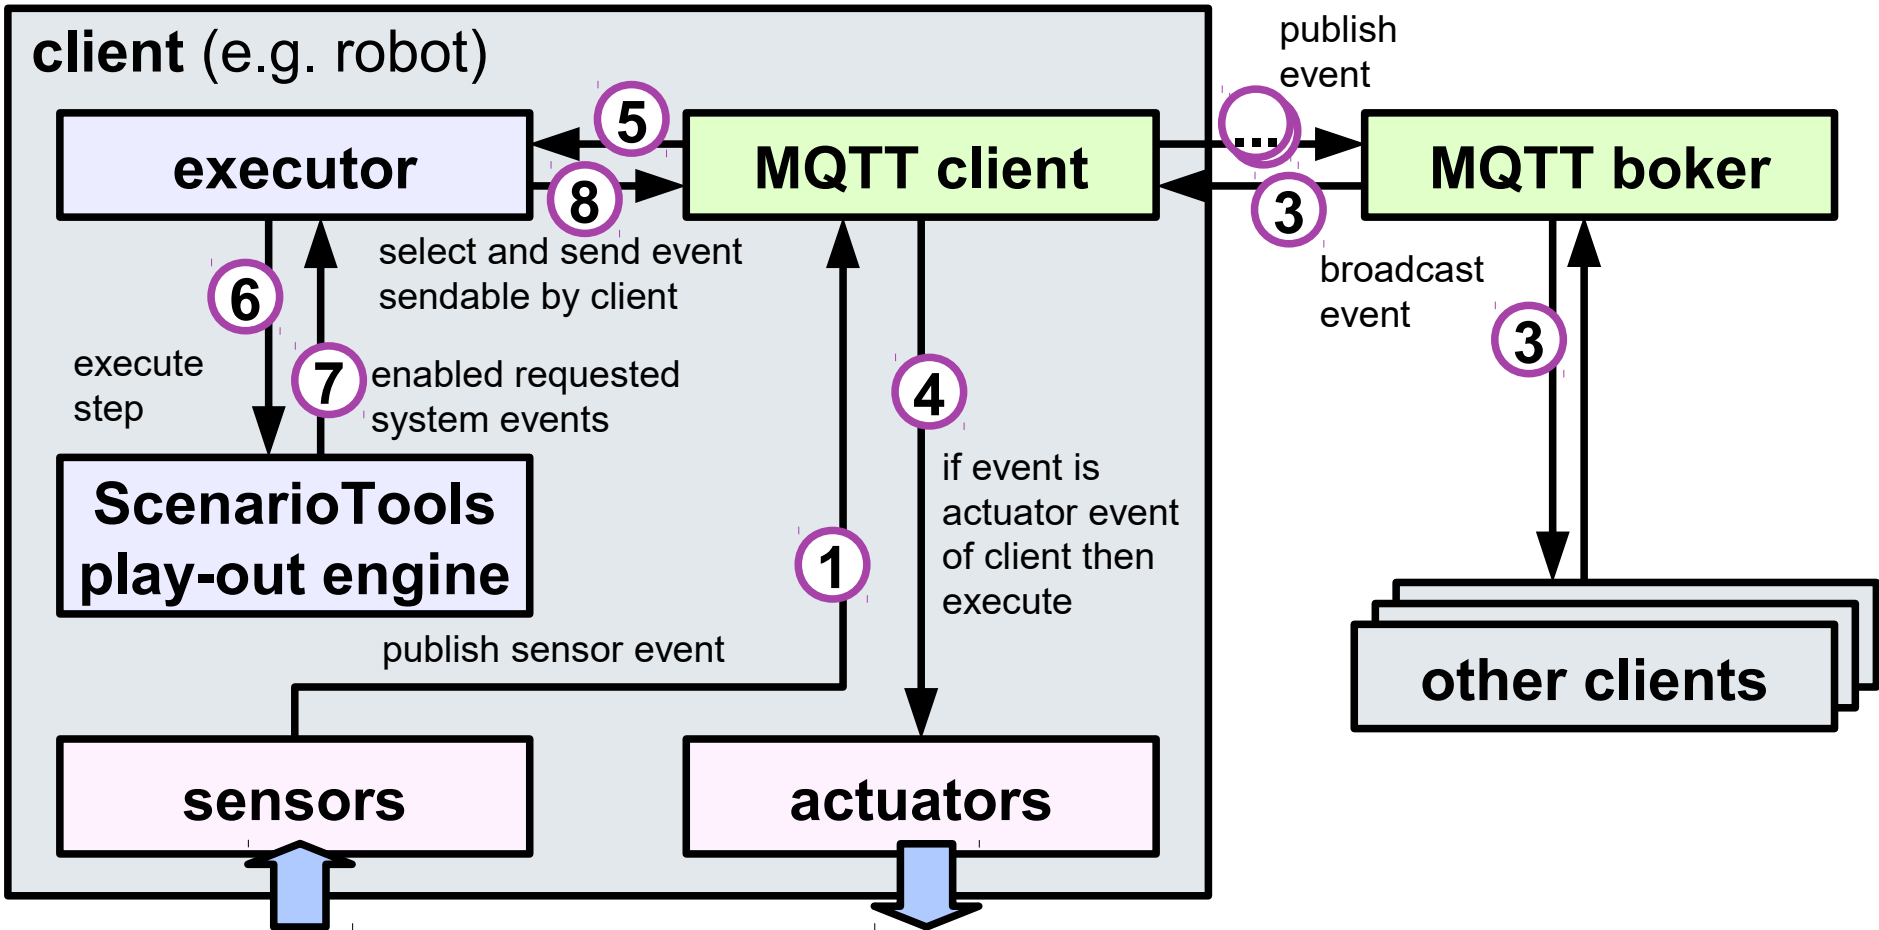 client (e.g. robot)
publish
event
5
...
executor
MQTT client
MQTT boker
8
3
select and send event
sendable by client
broadcast
event
6
3
execute
step
7
enabled requested
system events
4
if event is
actuator event
of client then
execute
ScenarioTools
play-out engine
1
publish sensor event
other clients
sensors
actuators